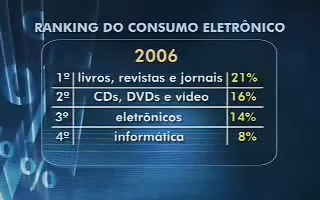 RANKING DO CONSUMO ELETRÔNICO
2006
1º livros, revistas e jornais 21%
2º CDs, DVDs e vídeo 16%
3º eletrônicos 14%
4º informática 8%